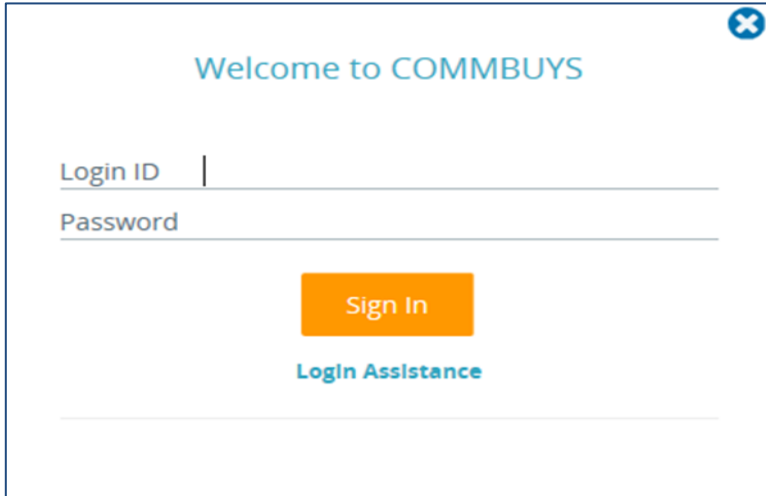 Welcome to COMMBUYS
Login ID
Password
Sign In
Login Assistance